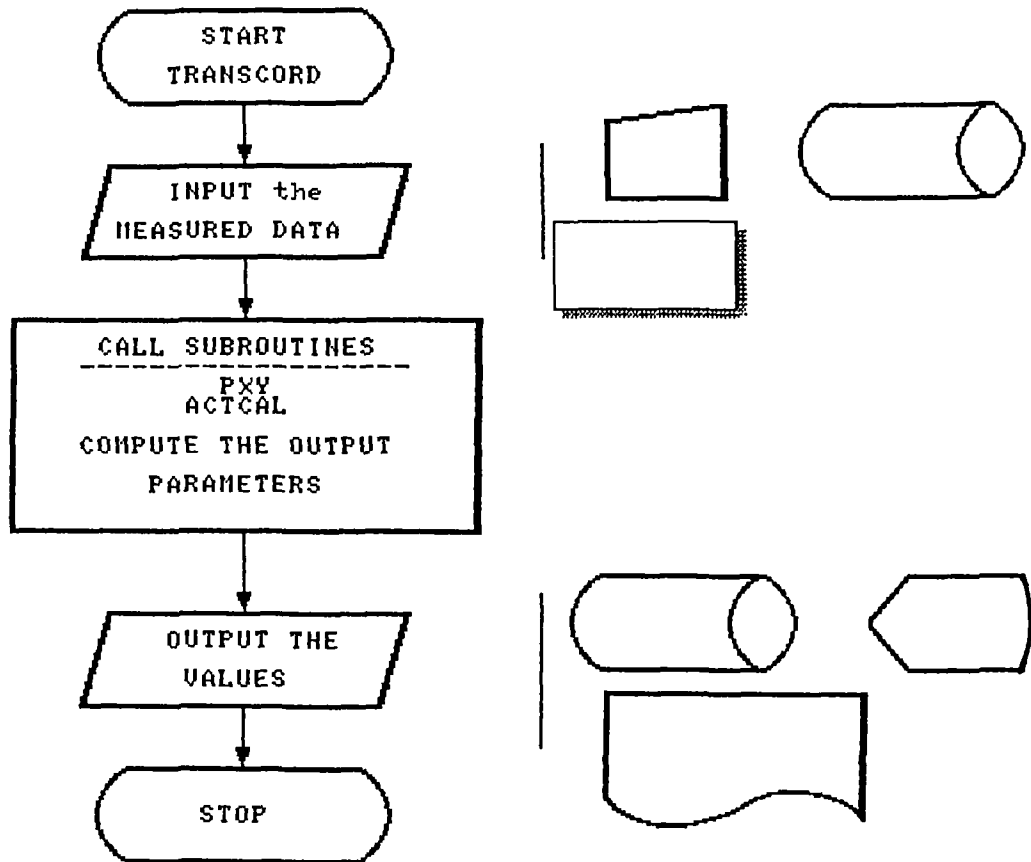 START
TRANSCORD
INPUT the
MEASURED DATA
CALL SUBROUTINES
PXY
ACTCAL
COMPUTE THE OUTPUT
PARAMETERS
OUTPUT THE
VALUES
STOP